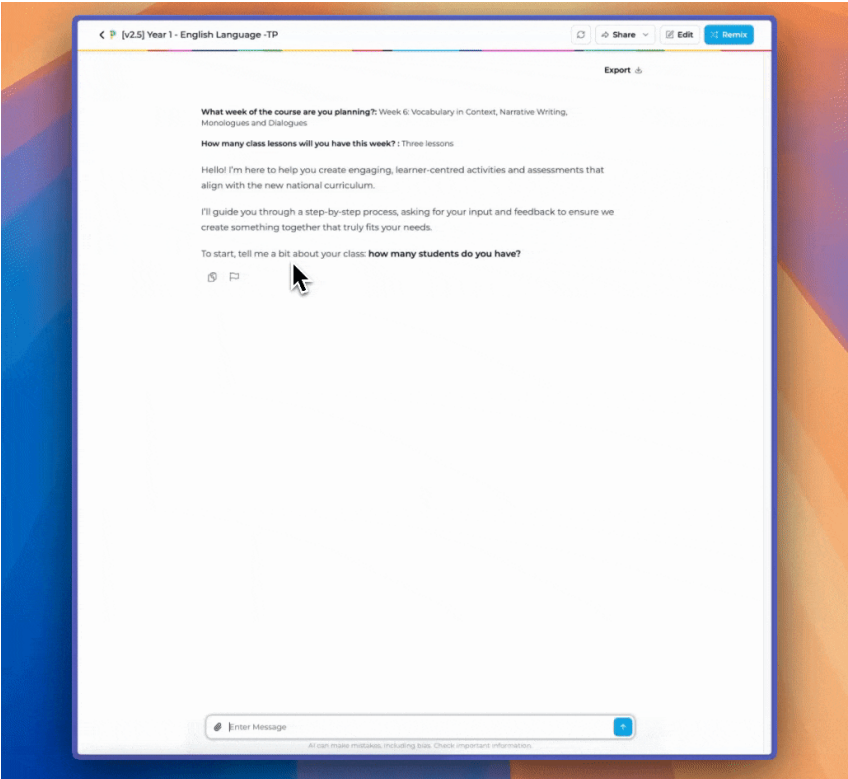 [v2.5] Year 1 - English Language -TP
Share
Edit
Remix
Export
What week of the course are you planning?: Week 6: Vocabulary in Context, Narrative Writing,
Monologues and Dialogues
How many class lessons will you have this week? : Three lessons
Hello! I'm here to help you create engaging, learner-centred activities and assessments that
align with the new national curriculum.
I'll guide you through a step-by-step process, asking for your input and feedback to ensure we
create something together that truly fits your needs.
To start, tell me a bit about your class: how many students do you have?
Enter Message
AI can make mistakes, including bias. Check important information.